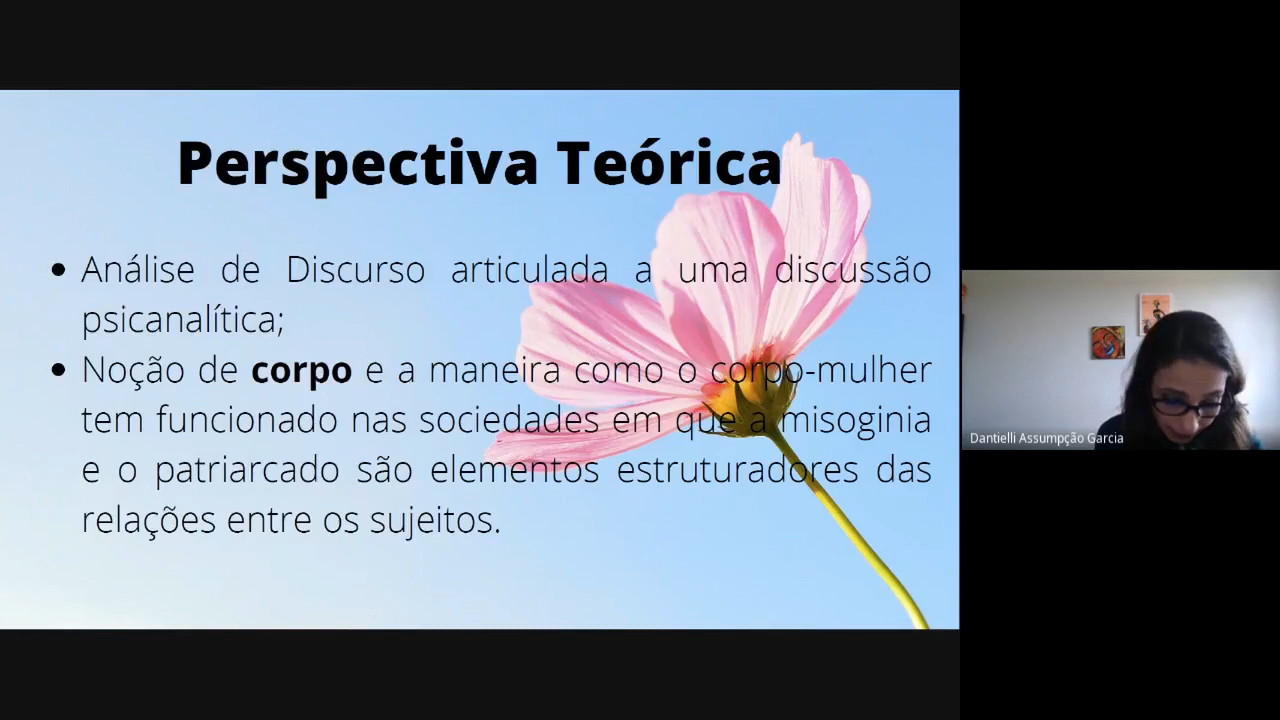 Perspectiva Teórica
• Análise de Discurso articulada a uma discussão
psicanalítica;
• Noção de corpo e a maneira como o corpo-mulher
tem funcionado nas sociedades em que a misoginia
e o patriarcado são elementos estruturadores das
relações entre os sujeitos.
Dantielli Assumpção Garcia